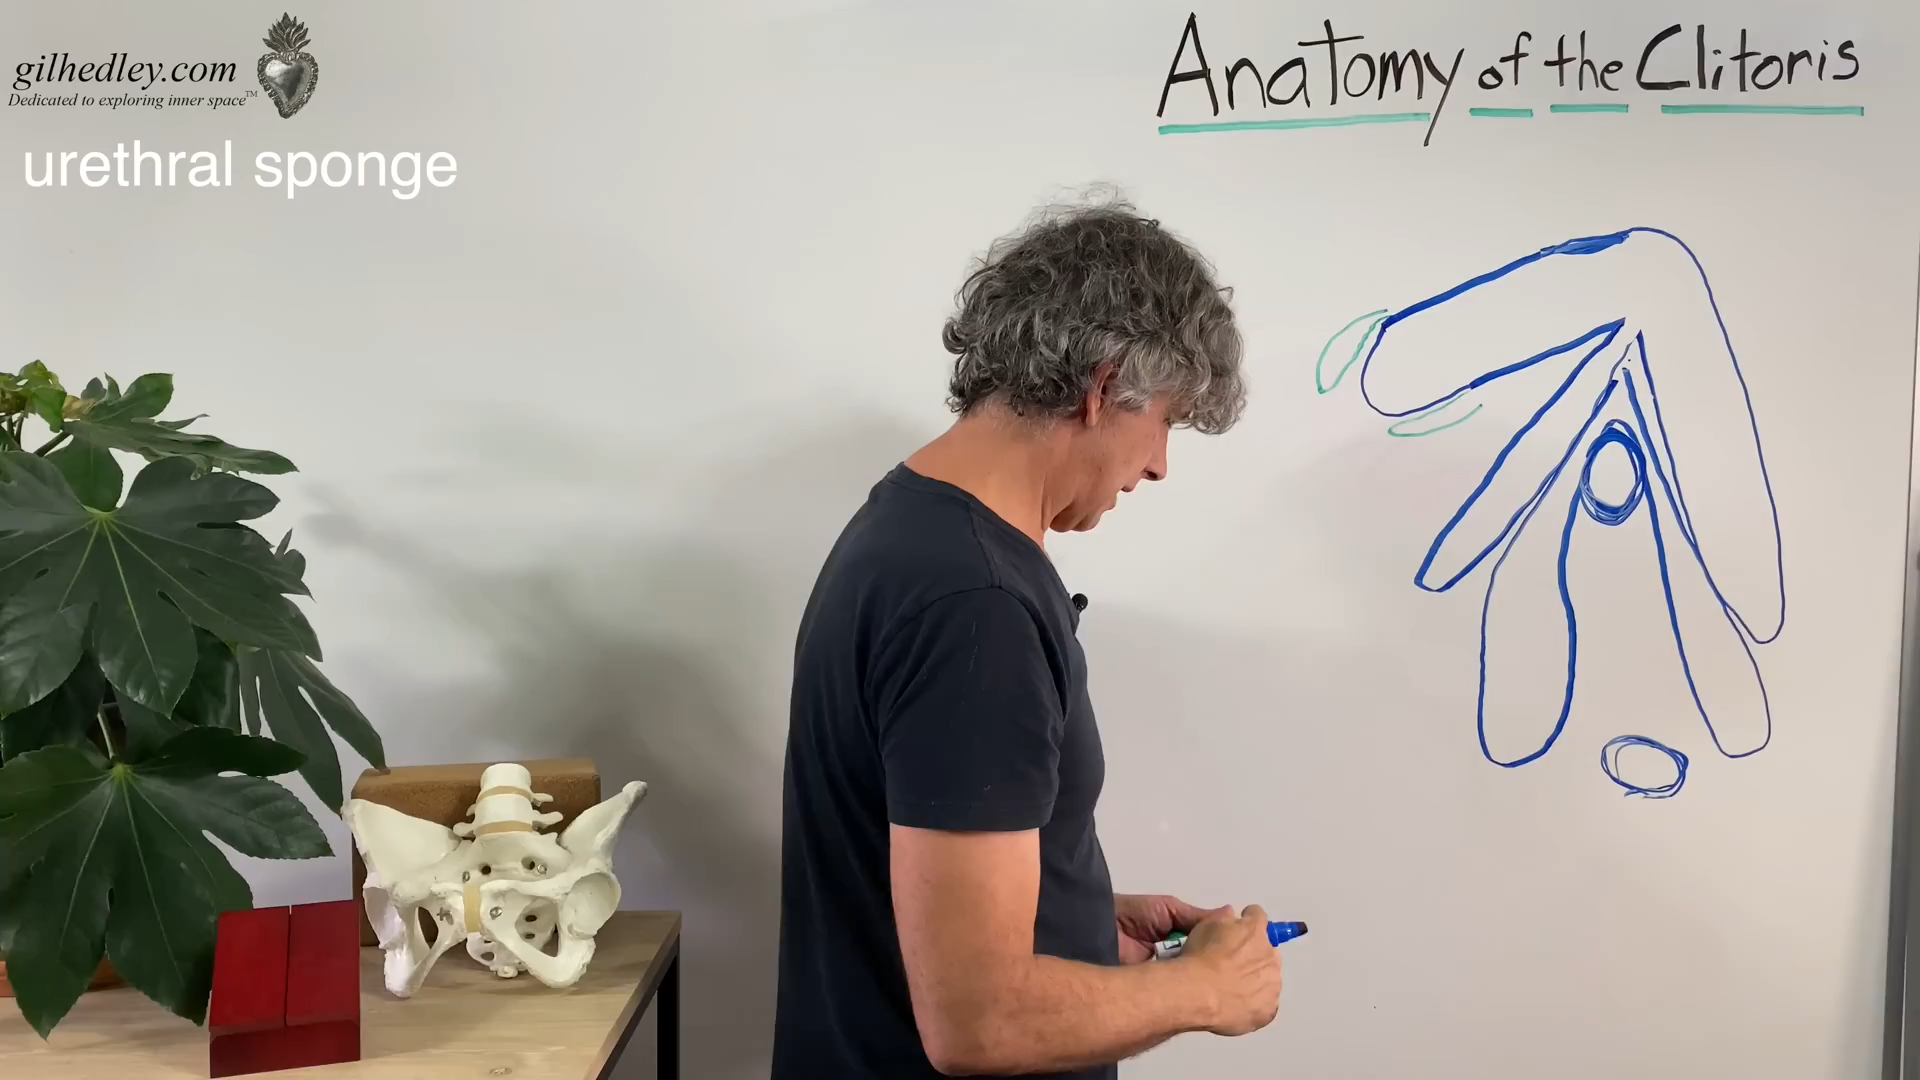 gilhedley.com
Dedicated to exploring inner space™
urethral sponge
Anatomy of the Clitoris